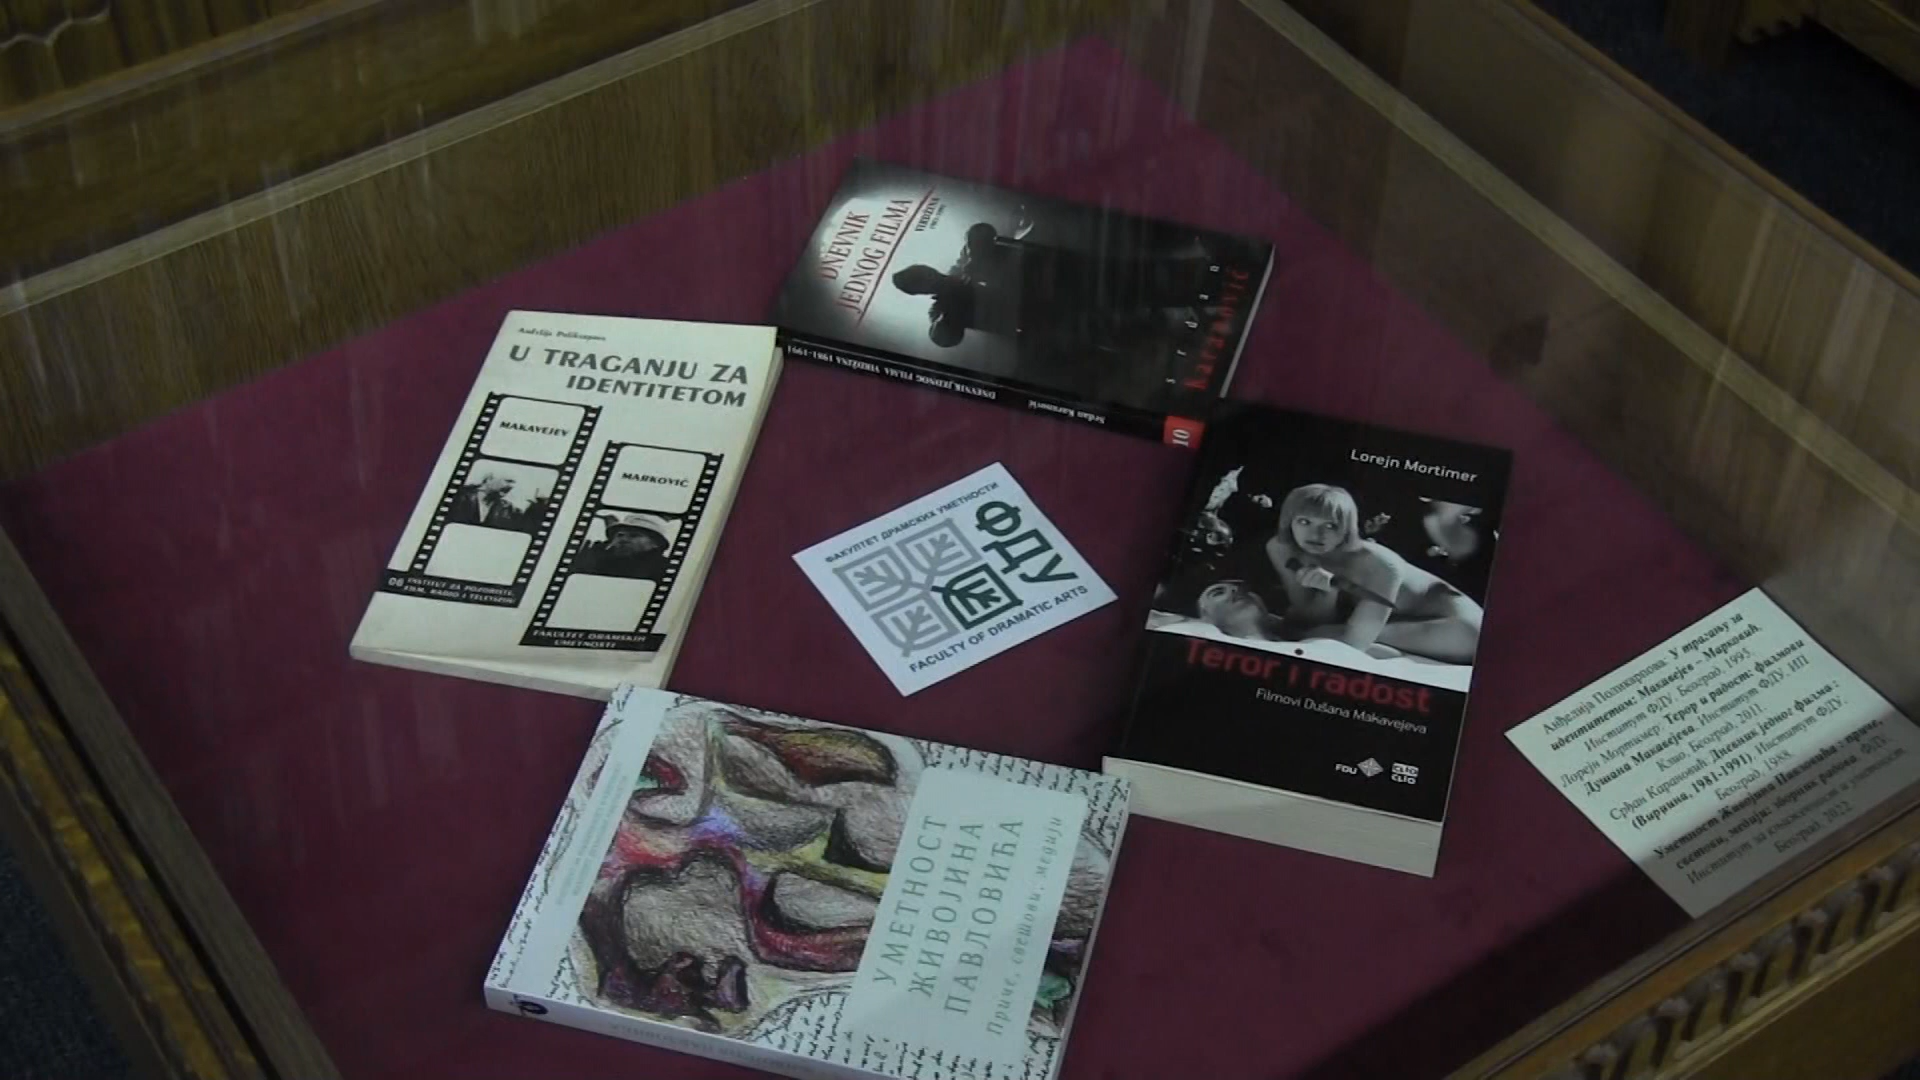 DNEVNIK
JEDNOG FILMA
VIRDŽINA
1981-1991
srđan
Karanović
DNEVNIK JEDNOG FILMA VIRDŽINA 1981-1991
Srđan Karanović
10
Anđelija Polikarpova
U TRAGANJU ZA
IDENTITETOM
MAKAVEJEV
MARKOVIĆ
06 INSTITUT ZA POZORIŠTE,
FILM, RADIO I TELEVIZIJU
FAKULTET DRAMSKIH
UMETNOSTI
ФАКУЛТЕТ ДРАМСКИХ УМЕТНОСТИ
ФДУ
FACULTY OF DRAMATIC ARTS
Lorejn Mortimer
Teror i radost
Filmovi Dušana Makavejeva
FDU
CLIO
УМЕТНОСТ
ЖИВОЈИНА
ПАВЛОВИЋА
Приче, светови, медији
Анђелија Поликарпова. У трагању за
идентитетом: Макавејев – Марковић.
Институт ФДУ. Београд, 1995.
Лорејн Мортимер. Терор и радост: филмови
Душана Макавејева. Институт ФДУ, ИП
Клио, Београд, 2011.
Срђан Карановић. Дневник једног филма :
(Вирџина, 1981-1991). Институт ФДУ.
Београд, 1988.
Уметност Живојина Павловића : приче,
светови, медији: зборник радова. ФДУ.
Институт за књижевност и уметност.
Београд, 2022.